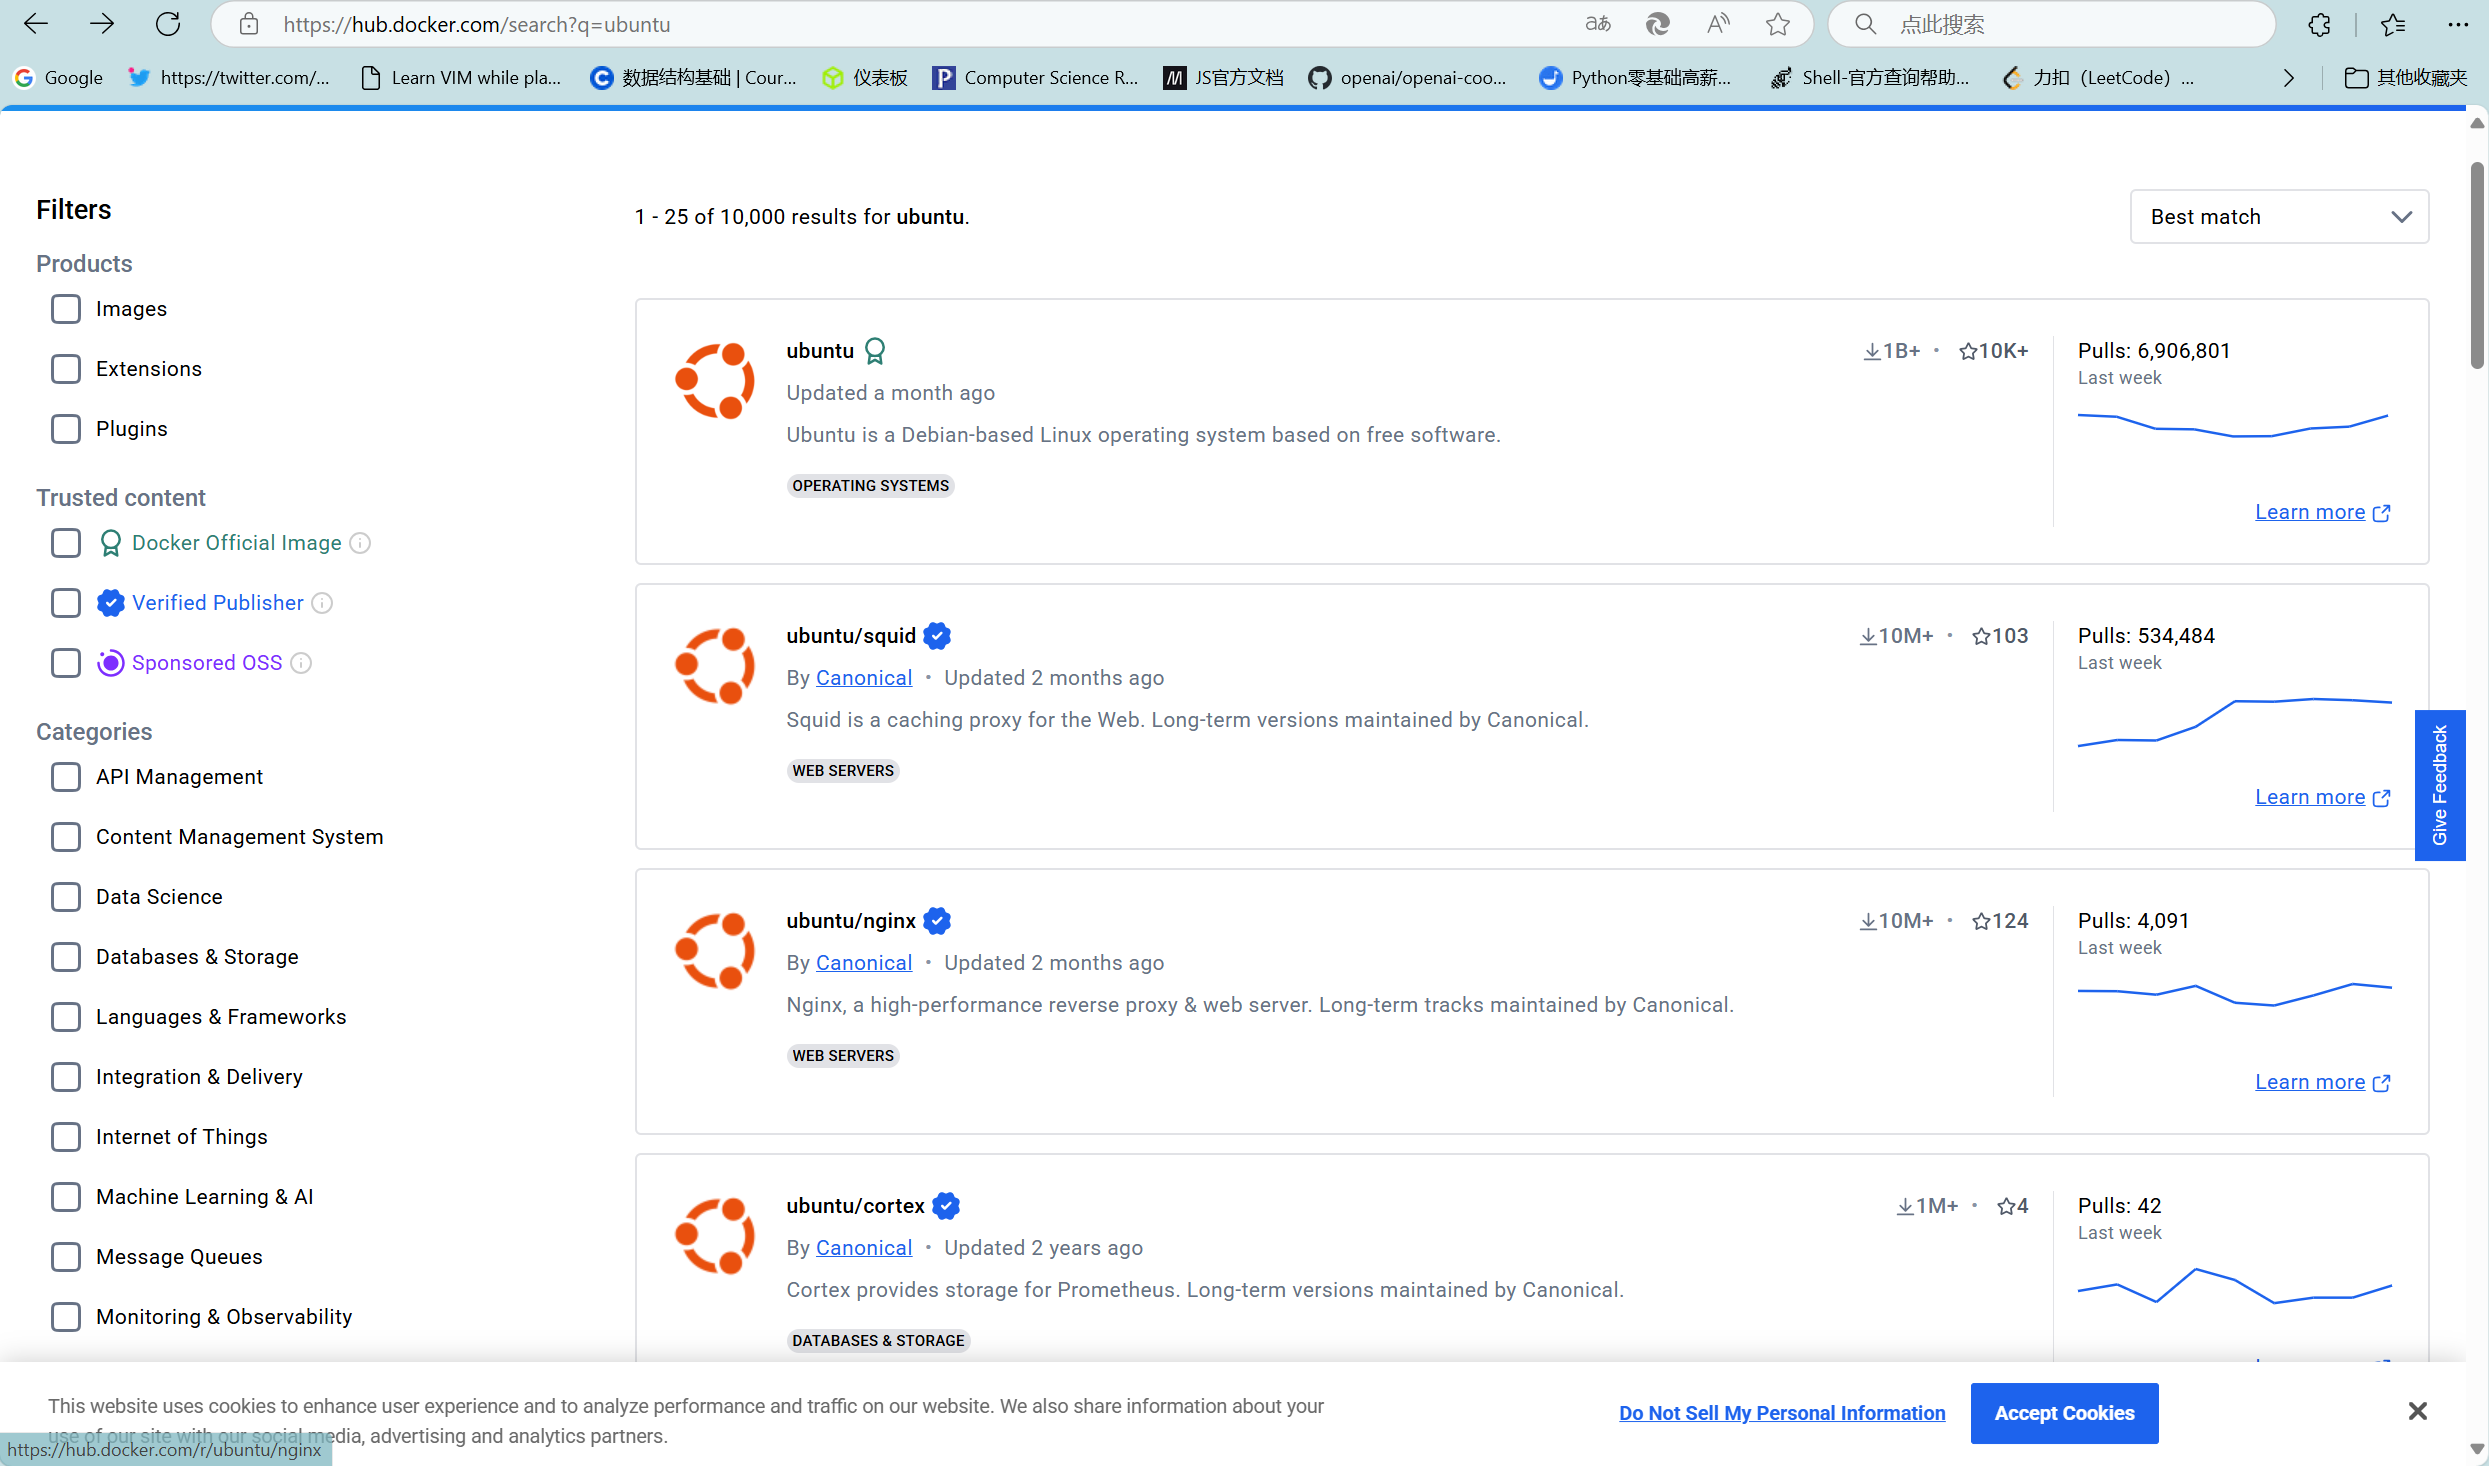 https://hub.docker.com/search?q=ubuntu
点此搜索
Google
https://twitter.com/...
Learn VIM while pla...
数据结构基础 | Cour...
仪表板
Computer Science R...
JS官方文档
openai/openai-coo...
Python零基础高薪...
Shell-官方查询帮助...
力扣（LeetCode）...
其他收藏夹
Filters
Products
Images
Extensions
Plugins
Trusted content
Docker Official Image
Verified Publisher
Sponsored OSS
Categories
API Management
Content Management System
Data Science
Databases & Storage
Languages & Frameworks
Integration & Delivery
Internet of Things
Machine Learning & AI
Message Queues
Monitoring & Observability
1 - 25 of 10,000 results for ubuntu.
Best match
ubuntu
1B+ • 10K+
Updated a month ago
Ubuntu is a Debian-based Linux operating system based on free software.
OPERATING SYSTEMS
Pulls: 6,906,801
Last week
Learn more
ubuntu/squid
10M+ • 103
By Canonical • Updated 2 months ago
Squid is a caching proxy for the Web. Long-term versions maintained by Canonical.
WEB SERVERS
Pulls: 534,484
Last week
Learn more
ubuntu/nginx
10M+ • 124
By Canonical • Updated 2 months ago
Nginx, a high-performance reverse proxy & web server. Long-term tracks maintained by Canonical.
WEB SERVERS
Pulls: 4,091
Last week
Learn more
ubuntu/cortex
1M+ • 4
By Canonical • Updated 2 years ago
Cortex provides storage for Prometheus. Long-term versions maintained by Canonical.
DATABASES & STORAGE
Pulls: 42
Last week
Give Feedback
This website uses cookies to enhance user experience and to analyze performance and traffic on our website. We also share information about your
use of our site with our social media, advertising and analytics partners.
Do Not Sell My Personal Information
Accept Cookies
https://hub.docker.com/r/ubuntu/nginx